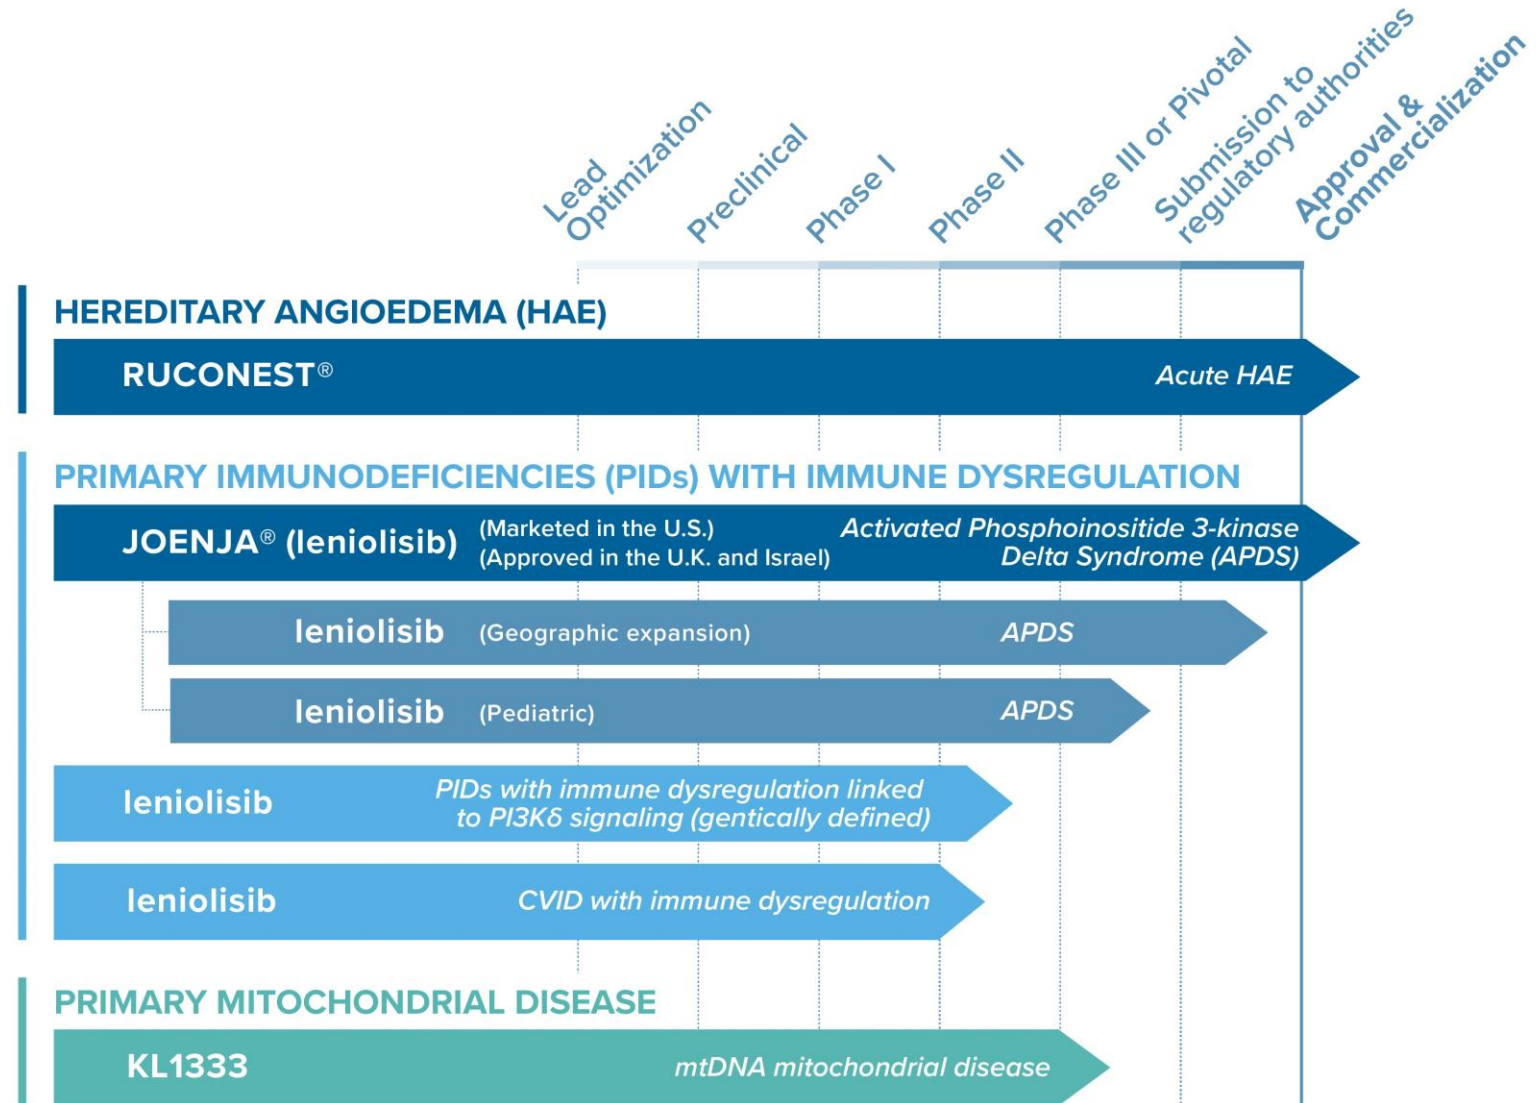 Lead
Optimization
Preclinical
Phase I
Phase II
Phase III or Pivotal
Submission to
regulatory authorities
Approval &
Commercialization
HEREDITARY ANGIOEDEMA (HAE)
RUCONEST®
Acute HAE
PRIMARY IMMUNODEFICIENCIES (PIDs) WITH IMMUNE DYSREGULATION
JOENJA® (leniolisib)
(Marketed in the U.S.)
(Approved in the U.K. and Israel)
Activated Phosphoinositide 3-kinase
Delta Syndrome (APDS)
leniolisib (Geographic expansion) APDS
leniolisib (Pediatric) APDS
leniolisib
PIDs with immune dysregulation linked
to PI3Kδ signaling (gentically defined)
leniolisib CVID with immune dysregulation
PRIMARY MITOCHONDRIAL DISEASE
KL1333 mtDNA mitochondrial disease